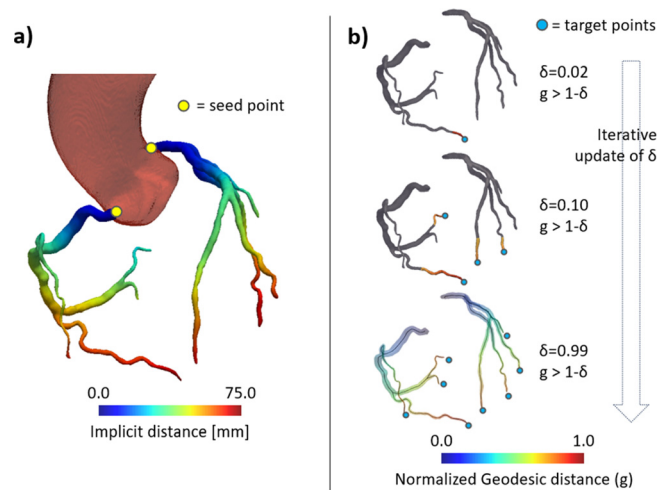 a)
= seed point
0.0
75.0
Implicit distance [mm]
b)
= target points
δ=0.02
g > 1-δ
Iterative
update of δ
δ=0.10
g > 1-δ
δ=0.99
g > 1-δ
0.0
1.0
Normalized Geodesic distance (g)